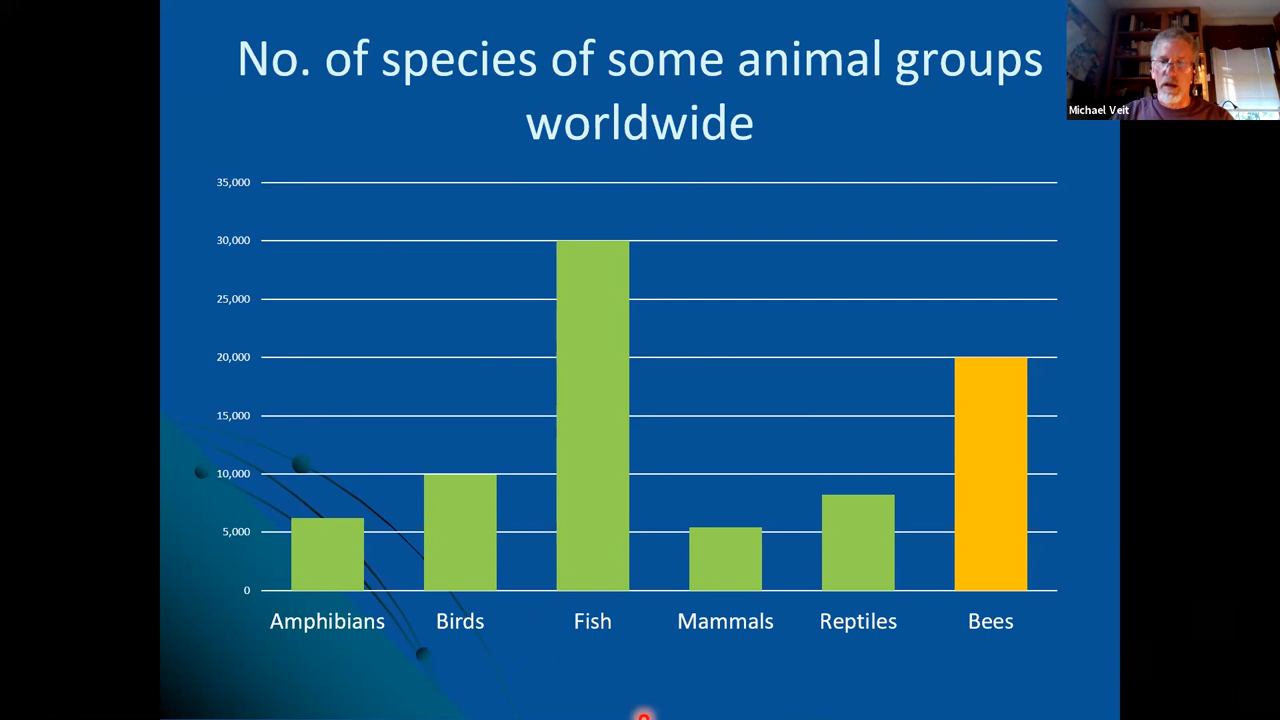 No. of species of some animal groups
worldwide
Michael Veit
35,000
30,000
25,000
20,000
15,000
10,000
5,000
0
Amphibians Birds Fish Mammals Reptiles Bees